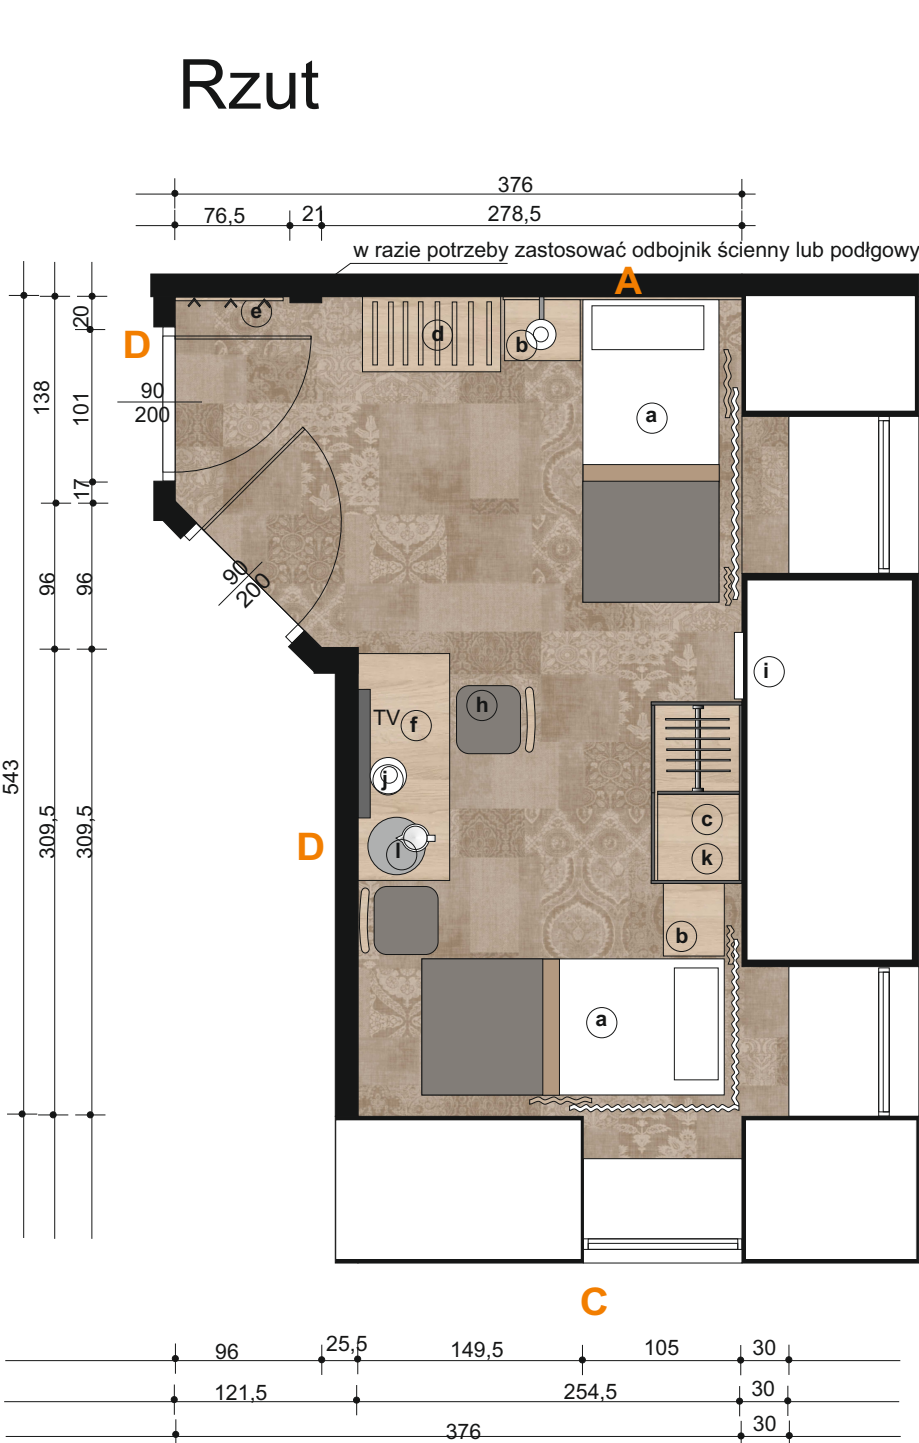 Rzut
376
76,5 21 278,5
w razie potrzeby zastosować odbojnik ścienny lub podłgowy
A
D
e
d
b
a
90
200
20
138
101
17
96
96
90
200
i
TV f
h
j
l
c
k
b
a
543
309,5
309,5
D
C
96 25,5 149,5 105 30
121,5 254,5 30
376 30